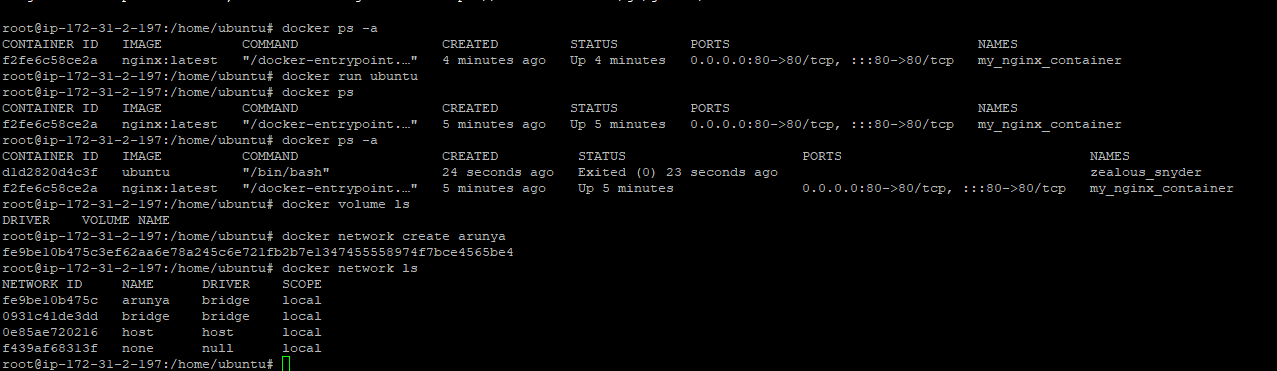 root@ip-172-31-2-197:/home/ubuntu# docker ps -a
CONTAINER ID   IMAGE          COMMAND                  CREATED         STATUS         PORTS                               NAMES
f2fe6c58ce2a   nginx:latest   "/docker-entrypoint.…"   4 minutes ago   Up 4 minutes   0.0.0.0:80->80/tcp, :::80->80/tcp   my_nginx_container
root@ip-172-31-2-197:/home/ubuntu# docker run ubuntu
root@ip-172-31-2-197:/home/ubuntu# docker ps
CONTAINER ID   IMAGE          COMMAND                  CREATED         STATUS         PORTS                               NAMES
f2fe6c58ce2a   nginx:latest   "/docker-entrypoint.…"   5 minutes ago   Up 5 minutes   0.0.0.0:80->80/tcp, :::80->80/tcp   my_nginx_container
root@ip-172-31-2-197:/home/ubuntu# docker ps -a
CONTAINER ID   IMAGE          COMMAND                  CREATED          STATUS                      PORTS                               NAMES
d1d2820d4c3f   ubuntu         "/bin/bash"              24 seconds ago   Exited (0) 23 seconds ago                                       zealous_snyder
f2fe6c58ce2a   nginx:latest   "/docker-entrypoint.…"   5 minutes ago    Up 5 minutes                0.0.0.0:80->80/tcp, :::80->80/tcp   my_nginx_container
root@ip-172-31-2-197:/home/ubuntu# docker volume ls
DRIVER    VOLUME NAME
root@ip-172-31-2-197:/home/ubuntu# docker network create arunya
fe9be10b475c3ef62aa6e78a245c6e721fb2b7e1347455558974f7bce4565be4
root@ip-172-31-2-197:/home/ubuntu# docker network ls
NETWORK ID     NAME      DRIVER    SCOPE
fe9be10b475c   arunya    bridge    local
0931c41de3dd   bridge    bridge    local
0e85ae720216   host      host      local
f439af68313f   none      null      local
root@ip-172-31-2-197:/home/ubuntu#